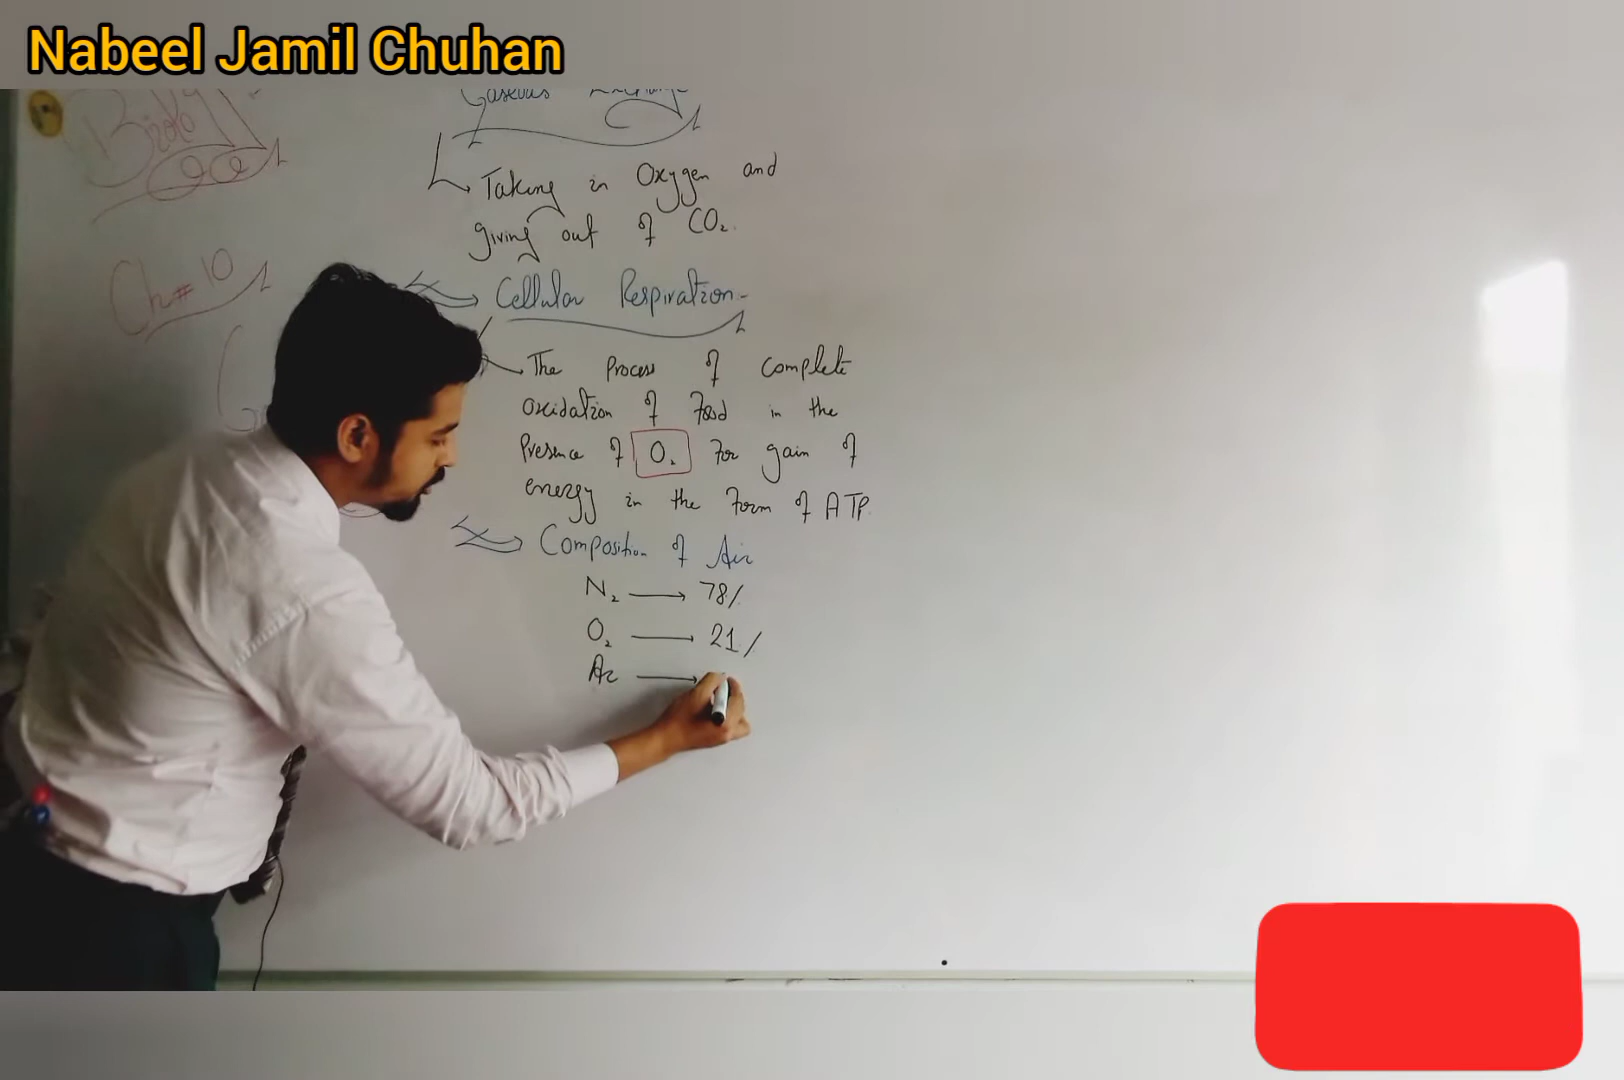 Nabeel Jamil Chuhan
Biology
Ch # 10
Gaseous Exchange
Taking in Oxygen and
giving out of CO₂.
Cellular Respiration
The Process of complete
oxidation of Food in the
Presence of O₂ For gain of
energy in the Form of ATP.
Composition of Air
N₂ → 78%
O₂ → 21%
Ar →